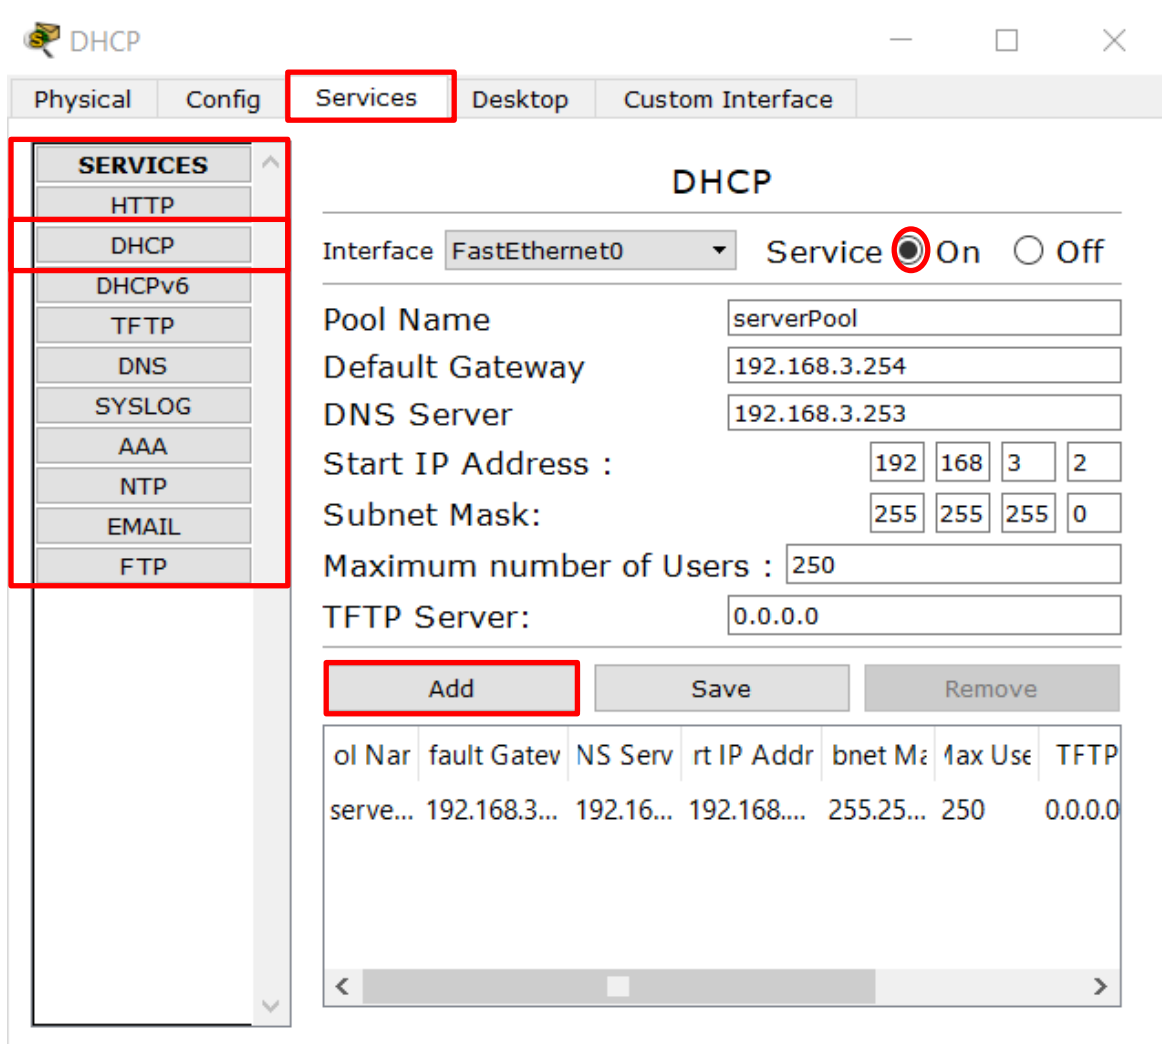 DHCP
Physical Config Services Desktop Custom Interface
SERVICES
HTTP
DHCP
DHCPv6
TFTP
DNS
SYSLOG
AAA
NTP
EMAIL
FTP
DHCP
Interface FastEthernet0 Service On Off
Pool Name serverPool
Default Gateway 192.168.3.254
DNS Server 192.168.3.253
Start IP Address : 192 168 3 2
Subnet Mask: 255 255 255 0
Maximum number of Users : 250
TFTP Server: 0.0.0.0
Add Save Remove
ol Nar fault Gatew NS Serv rt IP Addr bnet Ma Max Use TFTP
serve... 192.168.3... 192.16... 192.168.... 255.25... 250 0.0.0.0